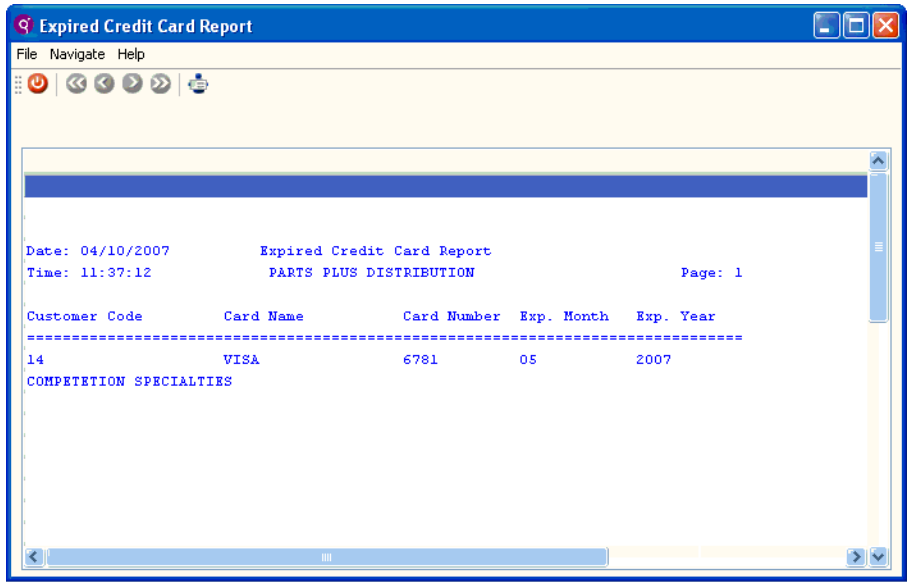 Expired Credit Card Report
File Navigate Help
Date: 04/10/2007 Expired Credit Card Report
Time: 11:37:12 PARTS PLUS DISTRIBUTION Page: 1
Customer Code Card Name Card Number Exp. Month Exp. Year
================================================================================
14 VISA 6781 05 2007
COMPETETION SPECIALTIES